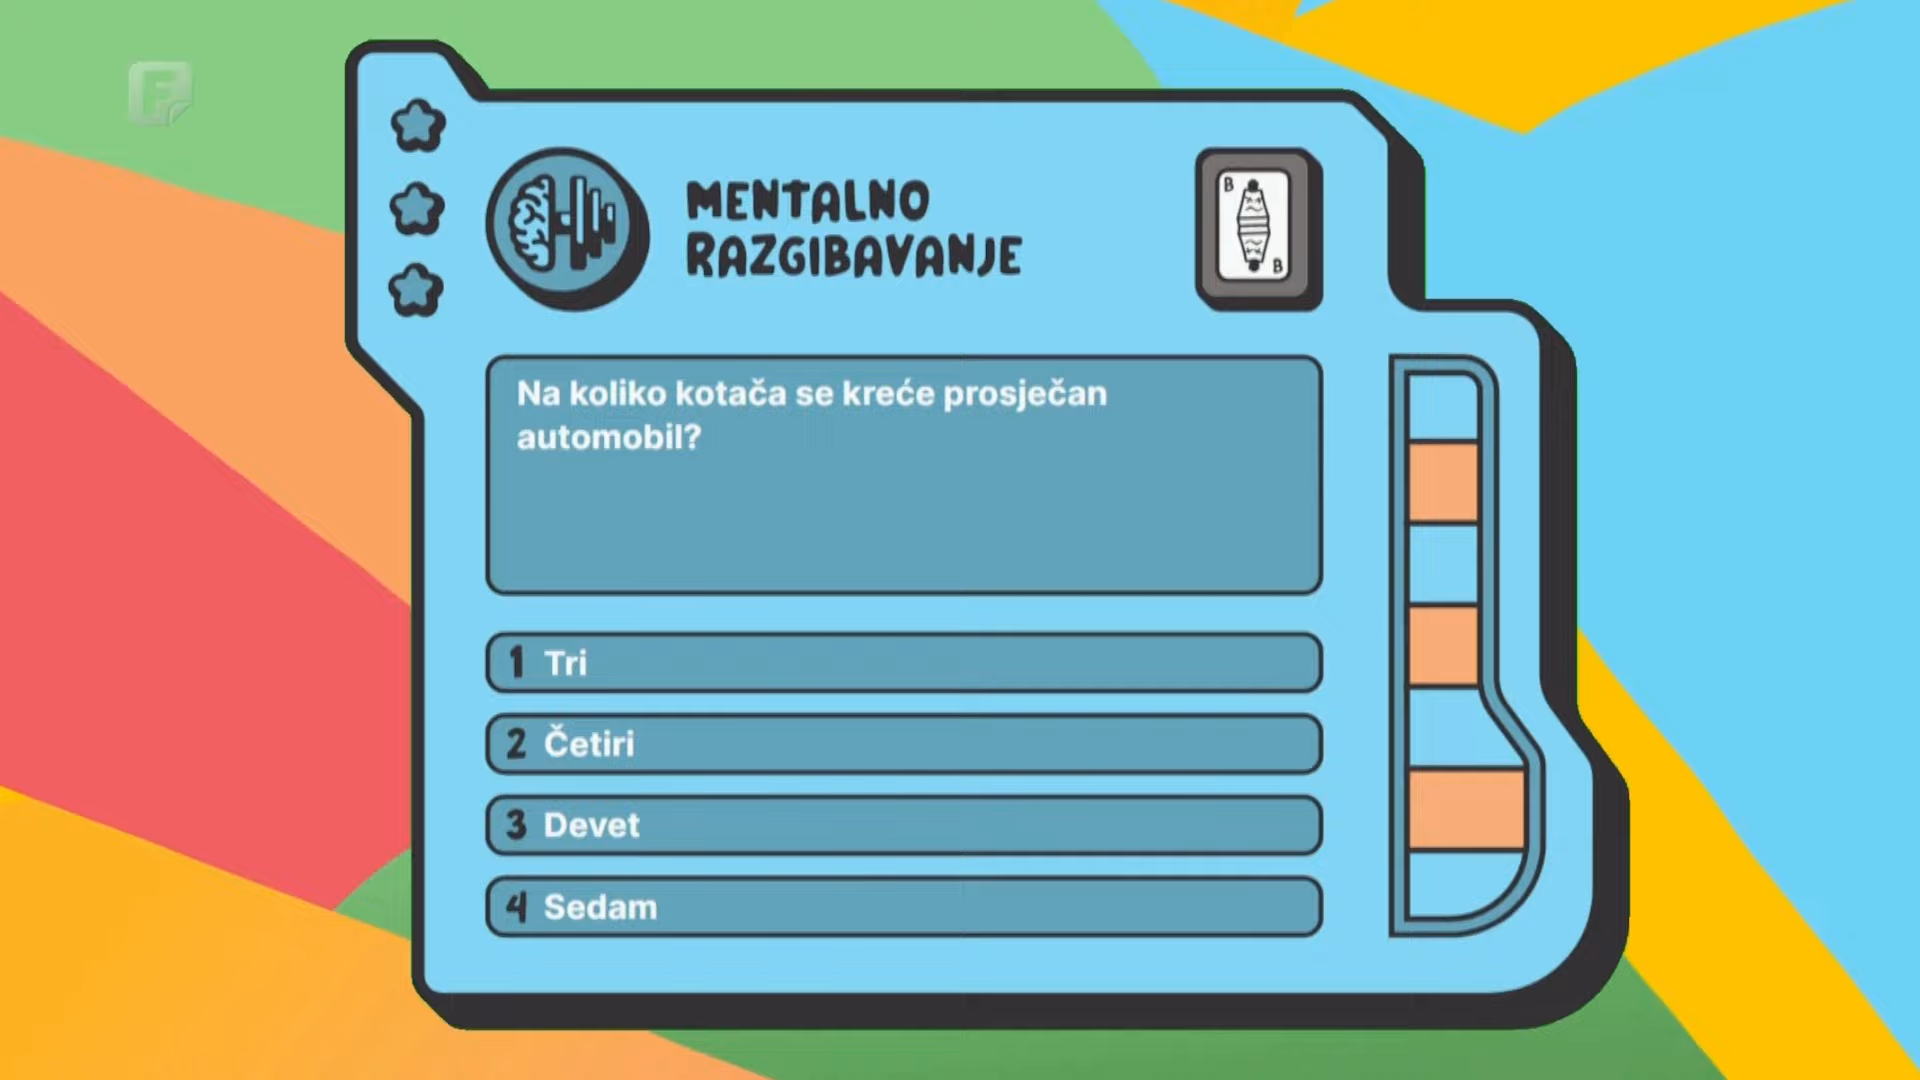 F
MENTALNO
RAZGIBAVANJE
B
B
Na koliko kotača se kreće prosječan
automobil?
1 Tri
2 Četiri
3 Devet
4 Sedam